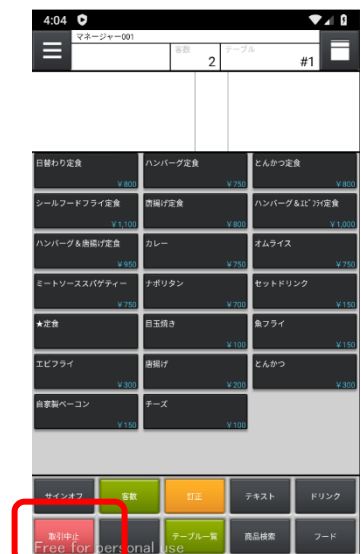 4:04
マネージャー001
客数 2 テーブル #1
日替わり定食 ¥800
ハンバーグ定食 ¥750
とんかつ定食 ¥800
シールフードフライ定食 ¥1,100
唐揚げ定食 ¥800
ハンバーグ&エビフライ定食 ¥1,000
ハンバーグ&唐揚げ定食 ¥950
カレー ¥750
オムライス ¥750
ミートソーススパゲティー ¥750
ナポリタン ¥700
セットドリンク ¥150
★定食
目玉焼き ¥100
魚フライ ¥150
エビフライ ¥300
唐揚げ ¥200
とんかつ ¥300
自家製ベーコン ¥150
チーズ ¥100
サインオフ 客数 訂正 テキスト ドリンク
取引中止 テーブル一覧 商品検索 フード
Free for personal use